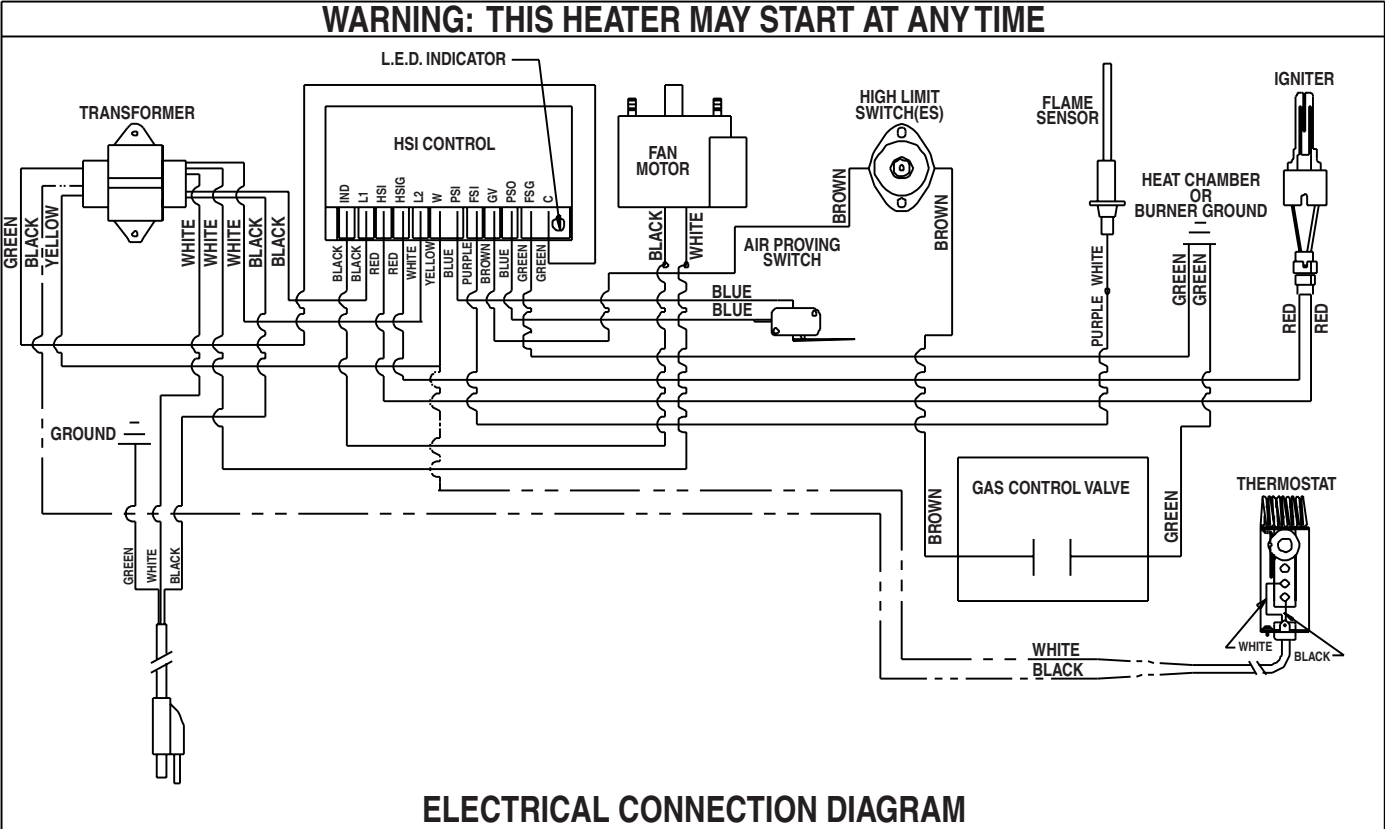 WARNING: THIS HEATER MAY START AT ANY TIME
L.E.D. INDICATOR
TRANSFORMER
HSI CONTROL
IND
L1
HSI
HSIG
L2
W
PSI
FSI
GV
PSO
FSG
C
FAN
MOTOR
HIGH LIMIT
SWITCH(ES)
FLAME
SENSOR
IGNITER
HEAT CHAMBER
OR
BURNER GROUND
GREEN
BLACK
YELLOW
WHITE
WHITE
WHITE
BLACK
BLACK
BLACK
BLACK
RED
RED
WHITE
YELLOW
BLUE
PURPLE
BROWN
BLUE
GREEN
GREEN
BLACK
WHITE
BROWN
BROWN
AIR PROVING
SWITCH
BLUE
BLUE
WHITE
PURPLE
GREEN
GREEN
RED
RED
GROUND
GREEN
WHITE
BLACK
BROWN
GAS CONTROL VALVE
GREEN
THERMOSTAT
WHITE
BLACK
WHITE
BLACK
ELECTRICAL CONNECTION DIAGRAM